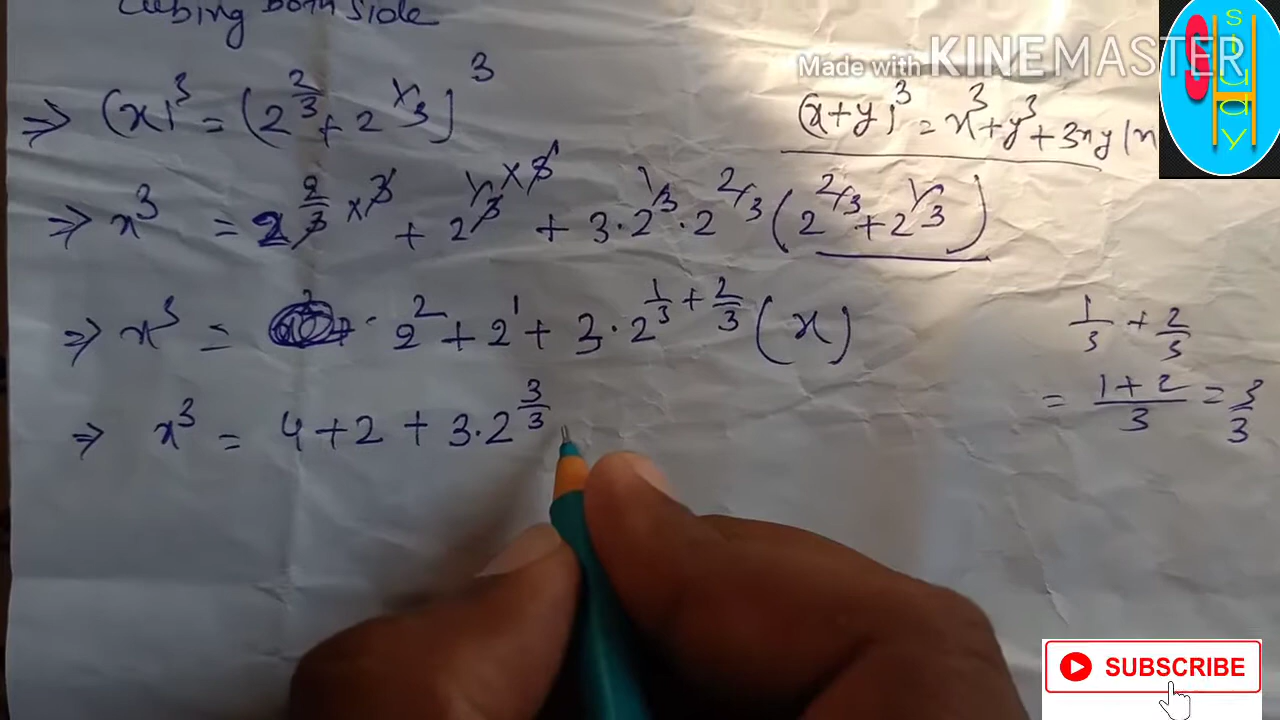 Cubing both side
Made with KINEMASTER
S Study
⇒ (x)³ = (2^{2/3} + 2^{1/3})³
(x+y)³ = x³+y³+3xy(x
⇒ x³ = 2^{2/3 × 3} + 2^{1/3 × 3} + 3·2^{1/3}·2^{2/3} (2^{2/3} + 2^{1/3})
⇒ x³ = 2² + 2¹ + 3·2^{1/3 + 2/3} (x)
1/3 + 2/3
= (1+2)/3 = 3/3
⇒ x³ = 4 + 2 + 3·2^{3/3}
SUBSCRIBE